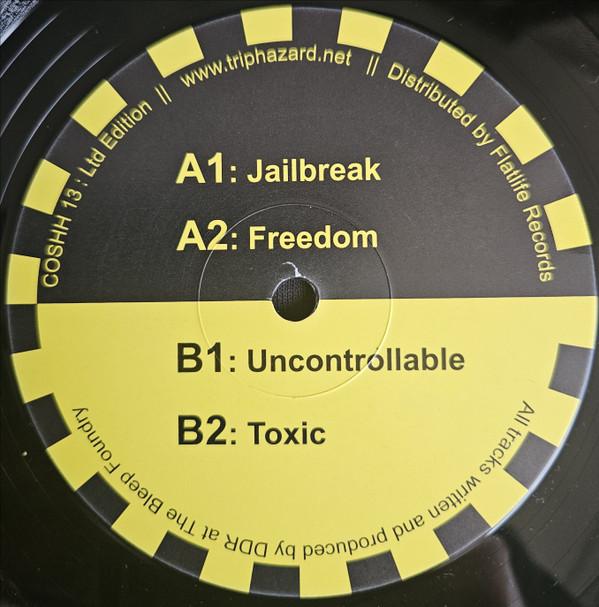 COSHH 13 : Ltd Edition || www.triphazard.net || Distributed by Flatlife Records
A1: Jailbreak
A2: Freedom
B1: Uncontrollable
B2: Toxic
All tracks written and produced by DDR at The Bleep Foundry